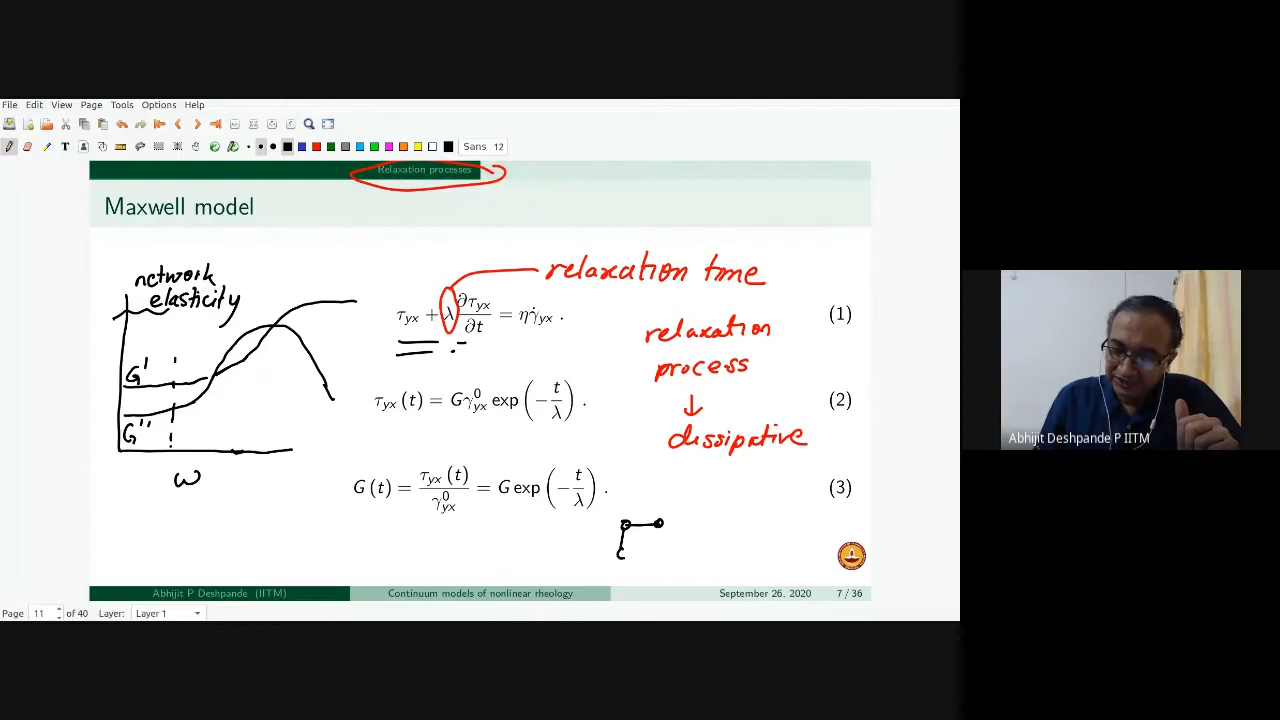 File Edit View Page Tools Options Help
Sans 12
Relaxation processes
Maxwell model
network
elasticity
G'
G''
ω
relaxation time
τyx + λ ∂τyx/∂t = ηγ̇yx . (1)
relaxation
process
↓
dissipative
τyx (t) = Gγ⁰yx exp(−t/λ) . (2)
G (t) = τyx (t)/γ⁰yx = G exp(−t/λ) . (3)
Abhijit P Deshpande (IITM) Continuum models of nonlinear rheology September 26, 2020 7 / 36
Page 11 of 40 Layer: Layer 1
Abhijit Deshpande P IITM